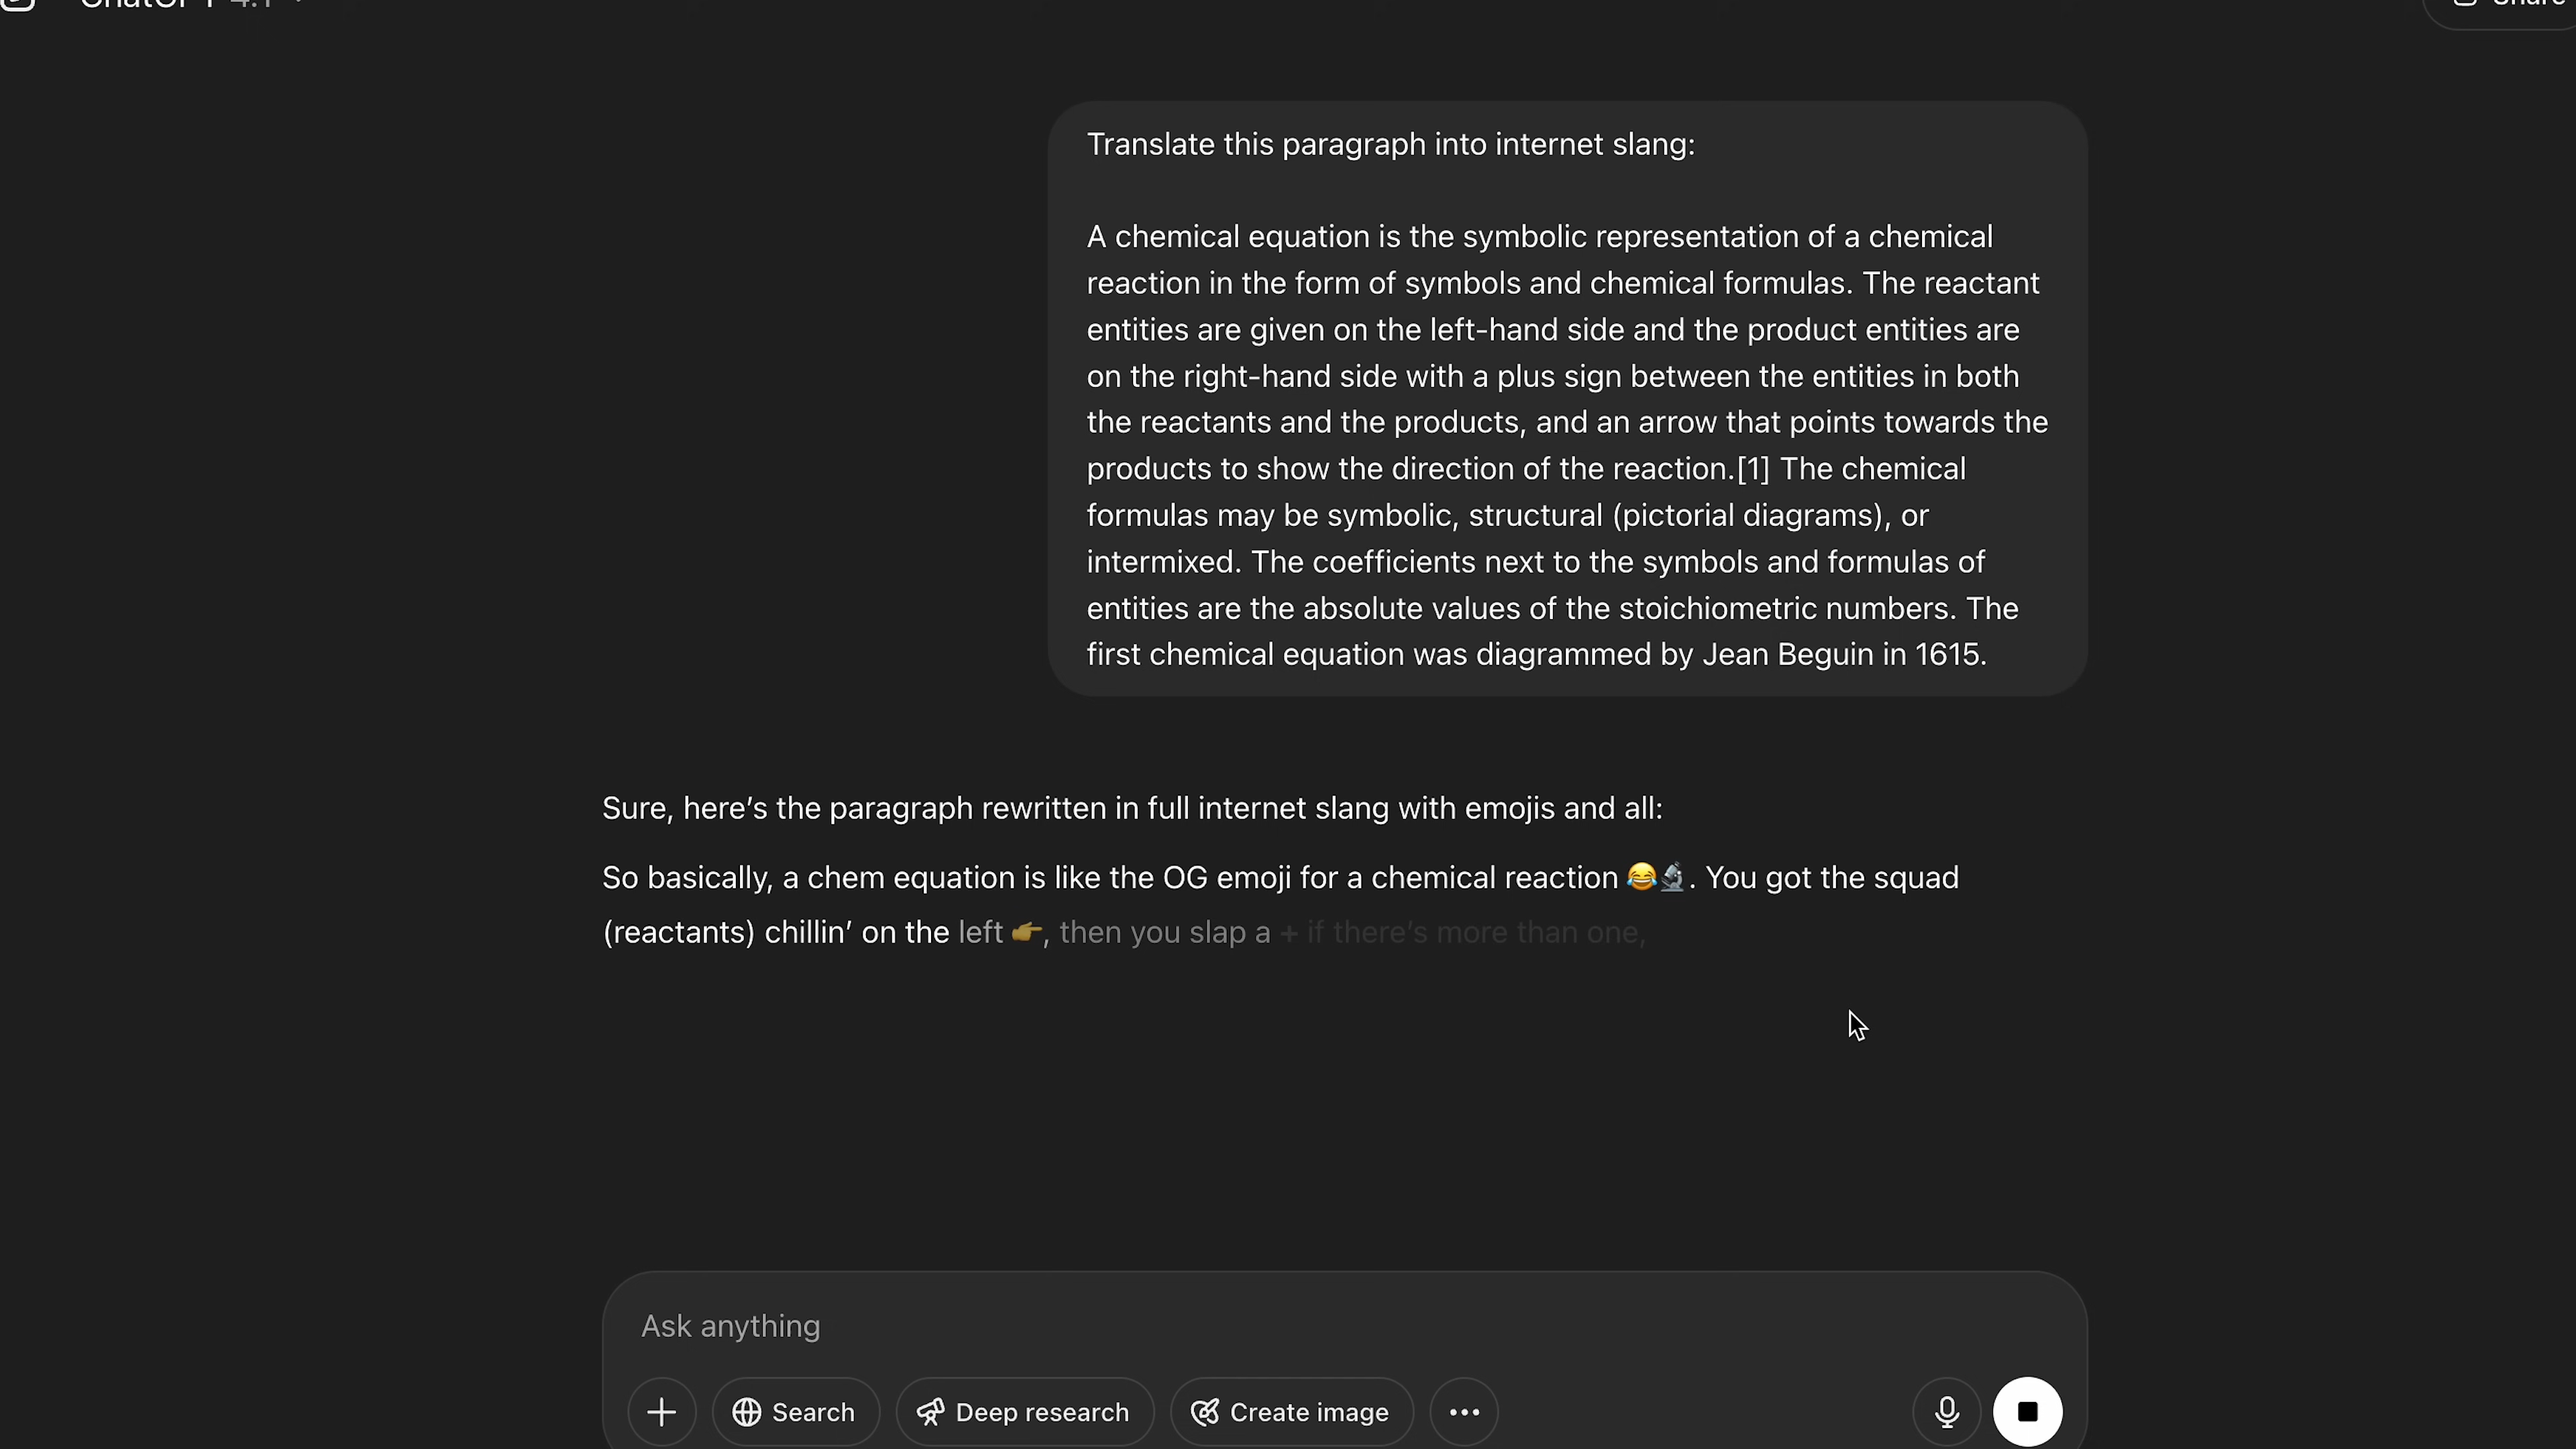 ChatGPT 4.1
Share
Translate this paragraph into internet slang:
A chemical equation is the symbolic representation of a chemical
reaction in the form of symbols and chemical formulas. The reactant
entities are given on the left-hand side and the product entities are
on the right-hand side with a plus sign between the entities in both
the reactants and the products, and an arrow that points towards the
products to show the direction of the reaction.[1] The chemical
formulas may be symbolic, structural (pictorial diagrams), or
intermixed. The coefficients next to the symbols and formulas of
entities are the absolute values of the stoichiometric numbers. The
first chemical equation was diagrammed by Jean Beguin in 1615.
Sure, here’s the paragraph rewritten in full internet slang with emojis and all:
So basically, a chem equation is like the OG emoji for a chemical reaction 😂🔬. You got the squad
(reactants) chillin’ on the left 👉, then you slap a + if there’s more than one,
Ask anything
Search
Deep research
Create image